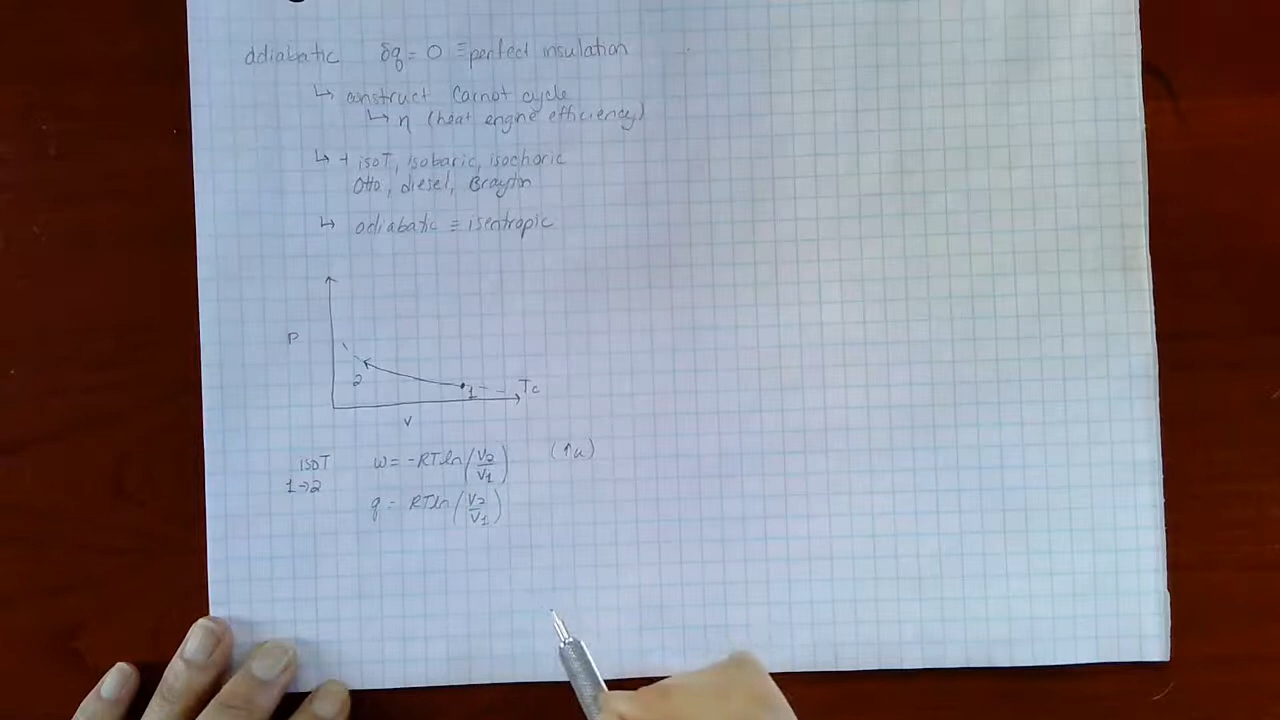 adiabatic δq = 0 ≡ perfect insulation
↳ construct Carnot cycle
↳ η (heat engine efficiency)
↳ + isoT, isobaric, isochoric
Otto, diesel, Brayton
↳ adiabatic ≡ isentropic
P
2
1
Tc
V
isoT w = -RTln(V2/V1) (↑u)
1→2
q = RTln(V2/V1)